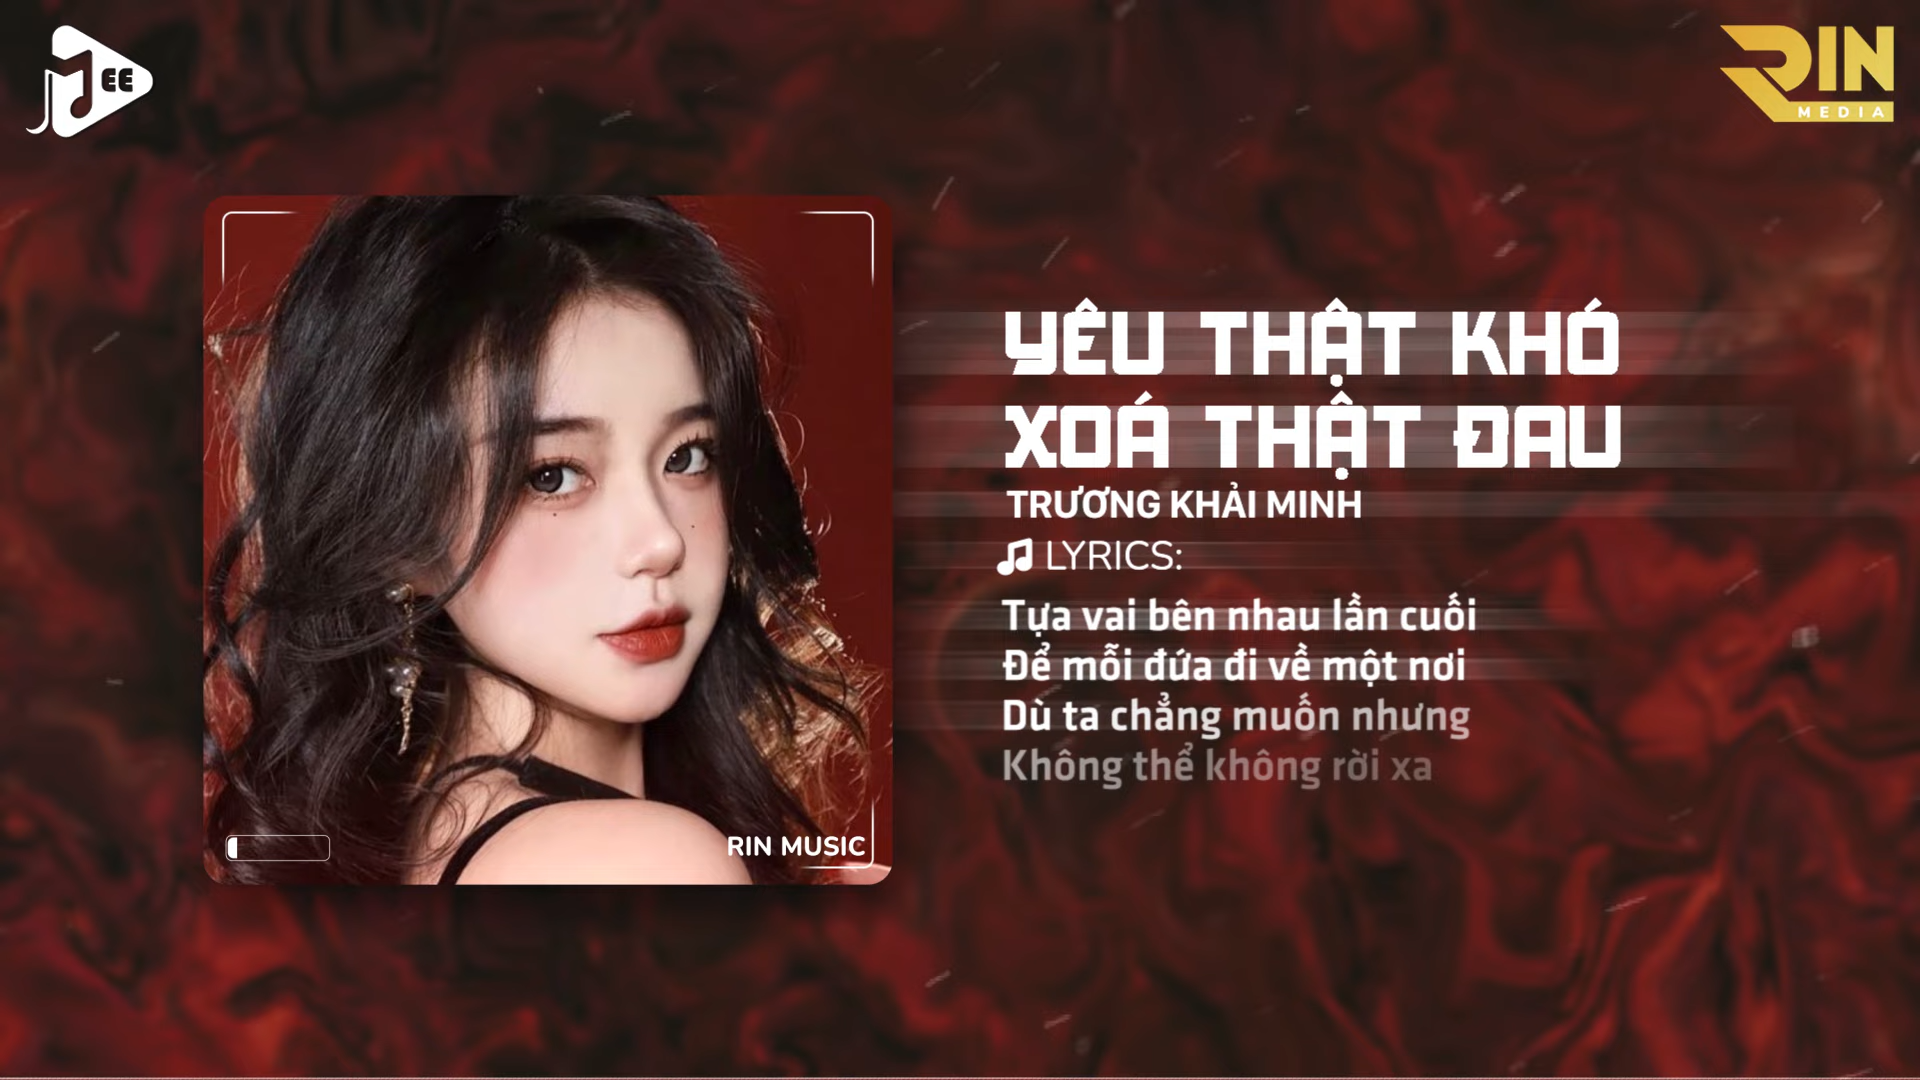 JEE
RIN
MEDIA
YÊU THẬT KHÓ
XOÁ THẬT ĐAU
TRƯƠNG KHẢI MINH
LYRICS:
Tựa vai bên nhau lần cuối
Để mỗi đứa đi về một nơi
Dù ta chẳng muốn nhưng
Không thể không rời xa
RIN MUSIC